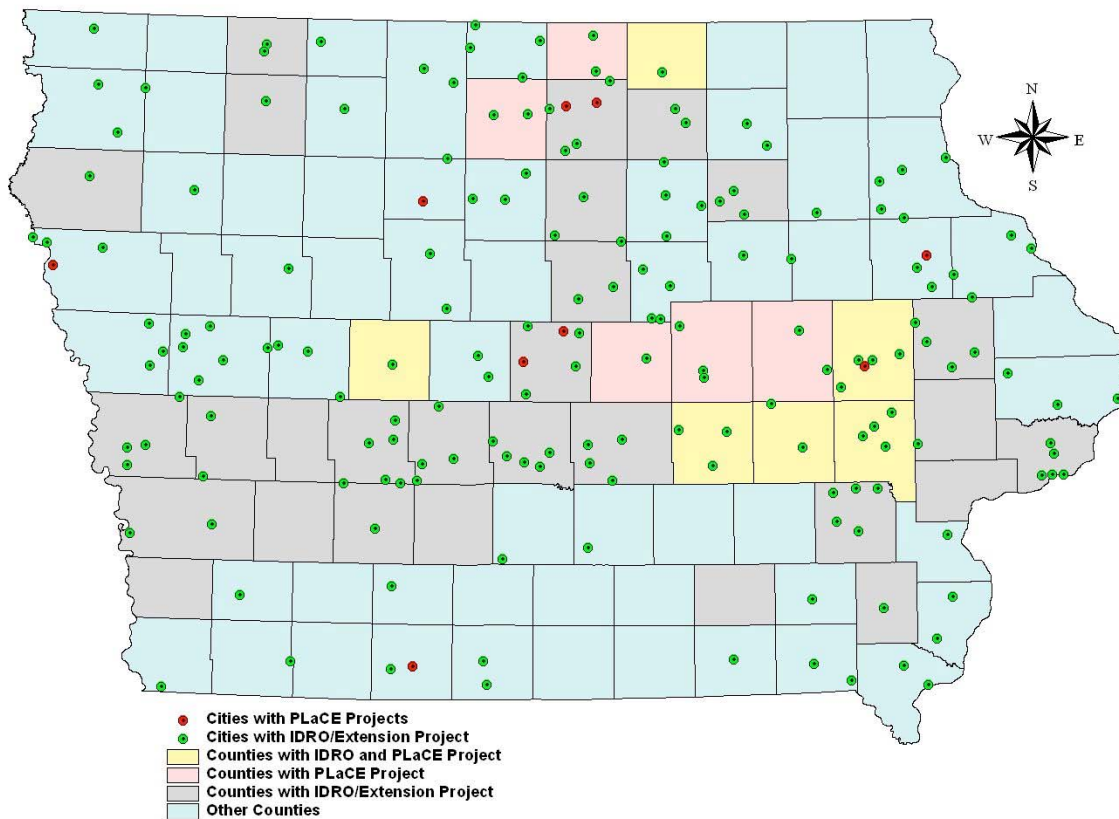 N
W E
S
Cities with PLaCE Projects
Cities with IDRO/Extension Project
Counties with IDRO and PLaCE Project
Counties with PLaCE Project
Counties with IDRO/Extension Project
Other Counties